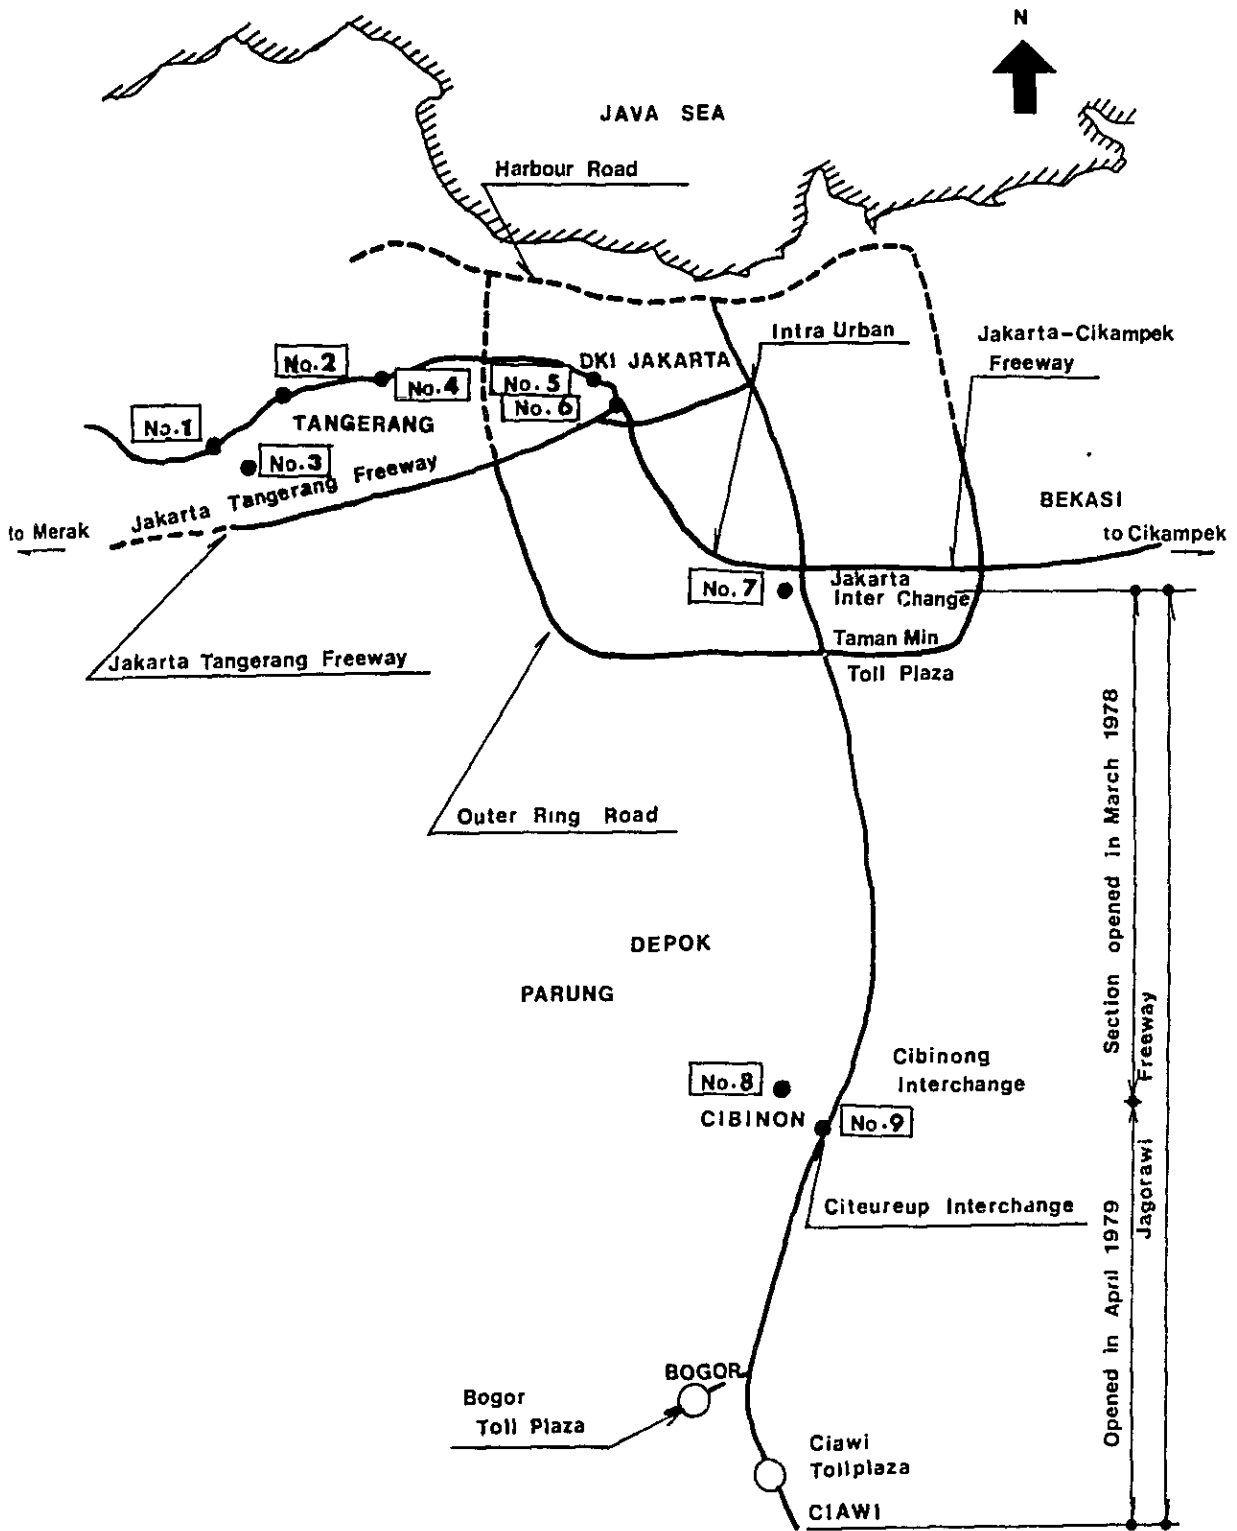 N
JAVA SEA
Harbour Road
Intra Urban
Jakarta-Cikampek
Freeway
No.2
DKI JAKARTA
No.4
No.5
No.6
No.1
TANGERANG
No.3
Jakarta Tangerang Freeway
BEKASI
to Merak
to Cikampek
No.7
Jakarta
Inter Change
Taman Min
Toll Plaza
Jakarta Tangerang Freeway
Outer Ring Road
Section opened in March 1978
DEPOK
PARUNG
Jagorawi Freeway
Cibinong
Interchange
No.8
CIBINON
No.9
Citeureup Interchange
Opened in April 1979
BOGOR
Bogor
Toll Plaza
Ciawi
Tollplaza
CIAWI